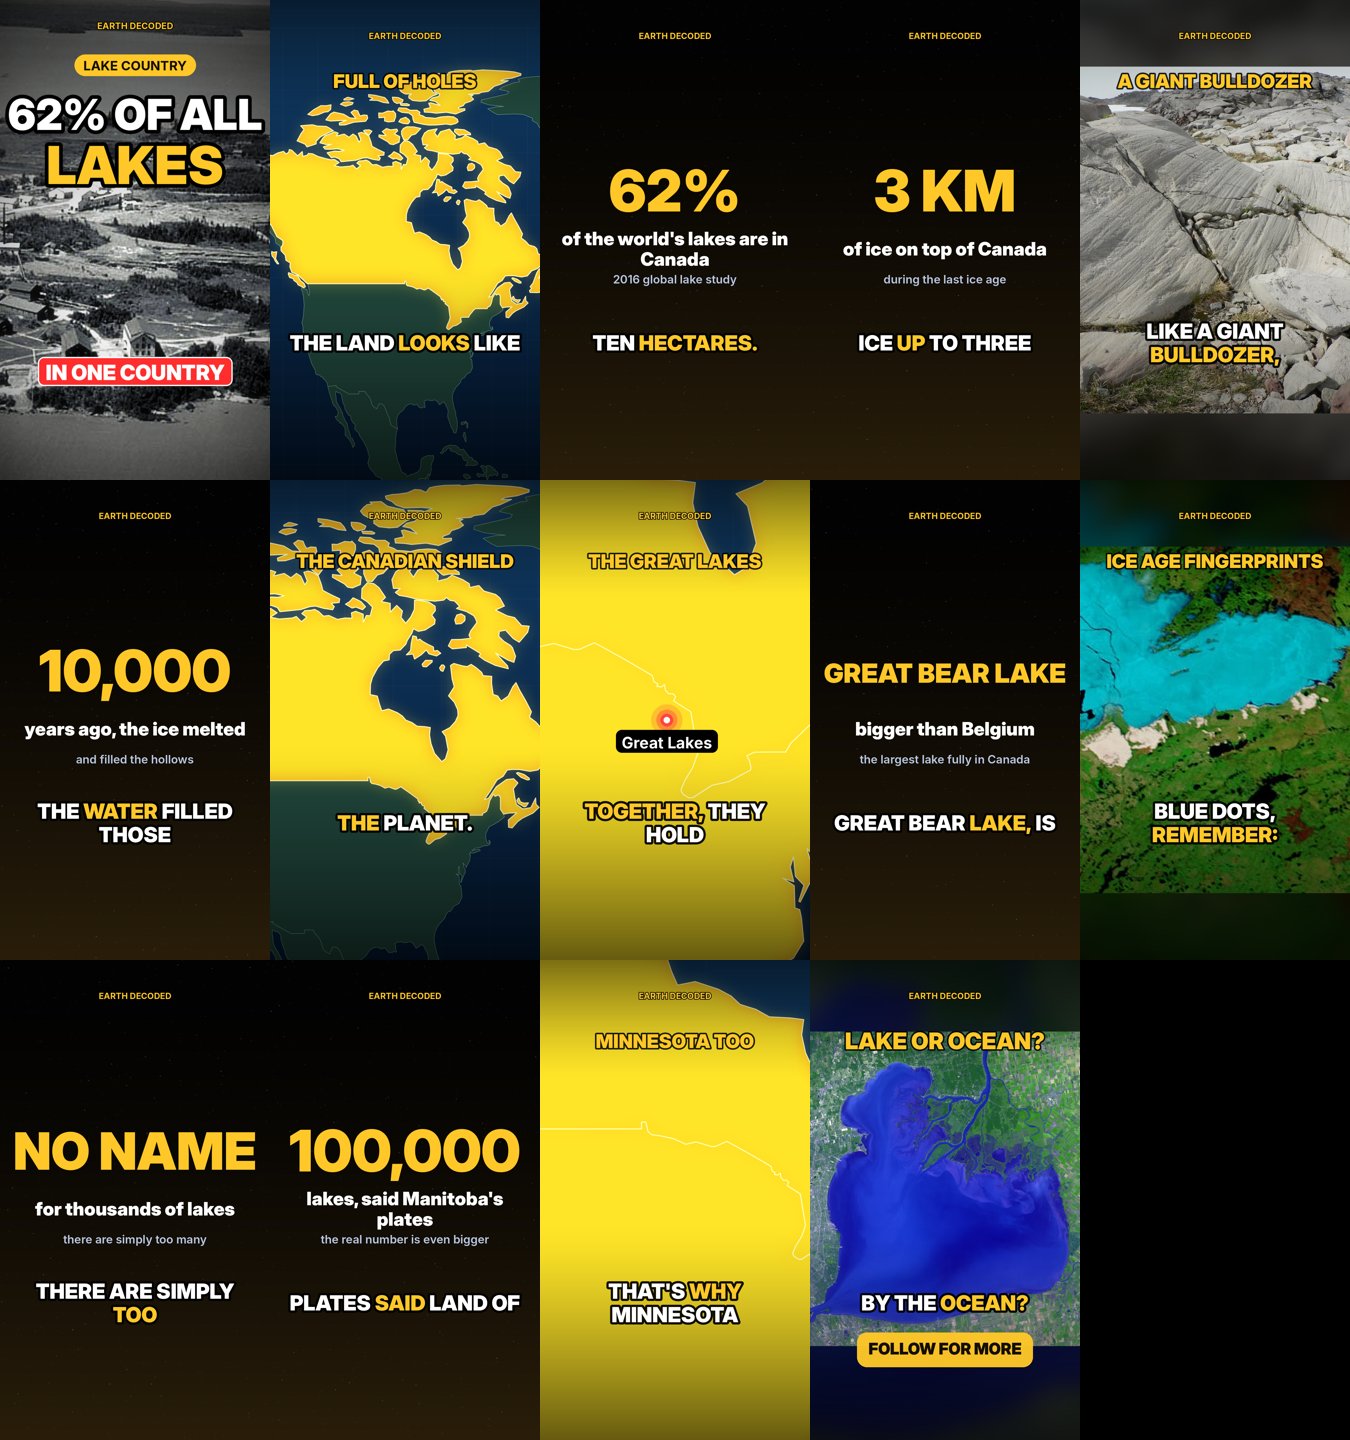 EARTH DECODED
LAKE COUNTRY
62% OF ALL
LAKES
IN ONE COUNTRY
EARTH DECODED
FULL OF HOLES
THE LAND LOOKS LIKE
EARTH DECODED
62%
of the world's lakes are in
Canada
2016 global lake study
TEN HECTARES.
EARTH DECODED
3 KM
of ice on top of Canada
during the last ice age
ICE UP TO THREE
EARTH DECODED
A GIANT BULLDOZER
LIKE A GIANT
BULLDOZER,
EARTH DECODED
10,000
years ago, the ice melted
and filled the hollows
THE WATER FILLED
THOSE
EARTH DECODED
THE CANADIAN SHIELD
THE PLANET.
EARTH DECODED
THE GREAT LAKES
Great Lakes
TOGETHER, THEY
HOLD
EARTH DECODED
GREAT BEAR LAKE
bigger than Belgium
the largest lake fully in Canada
GREAT BEAR LAKE, IS
EARTH DECODED
ICE AGE FINGERPRINTS
BLUE DOTS,
REMEMBER:
EARTH DECODED
NO NAME
for thousands of lakes
there are simply too many
THERE ARE SIMPLY
TOO
EARTH DECODED
100,000
lakes, said Manitoba's
plates
the real number is even bigger
PLATES SAID LAND OF
EARTH DECODED
MINNESOTA TOO
THAT'S WHY
MINNESOTA
EARTH DECODED
LAKE OR OCEAN?
BY THE OCEAN?
FOLLOW FOR MORE